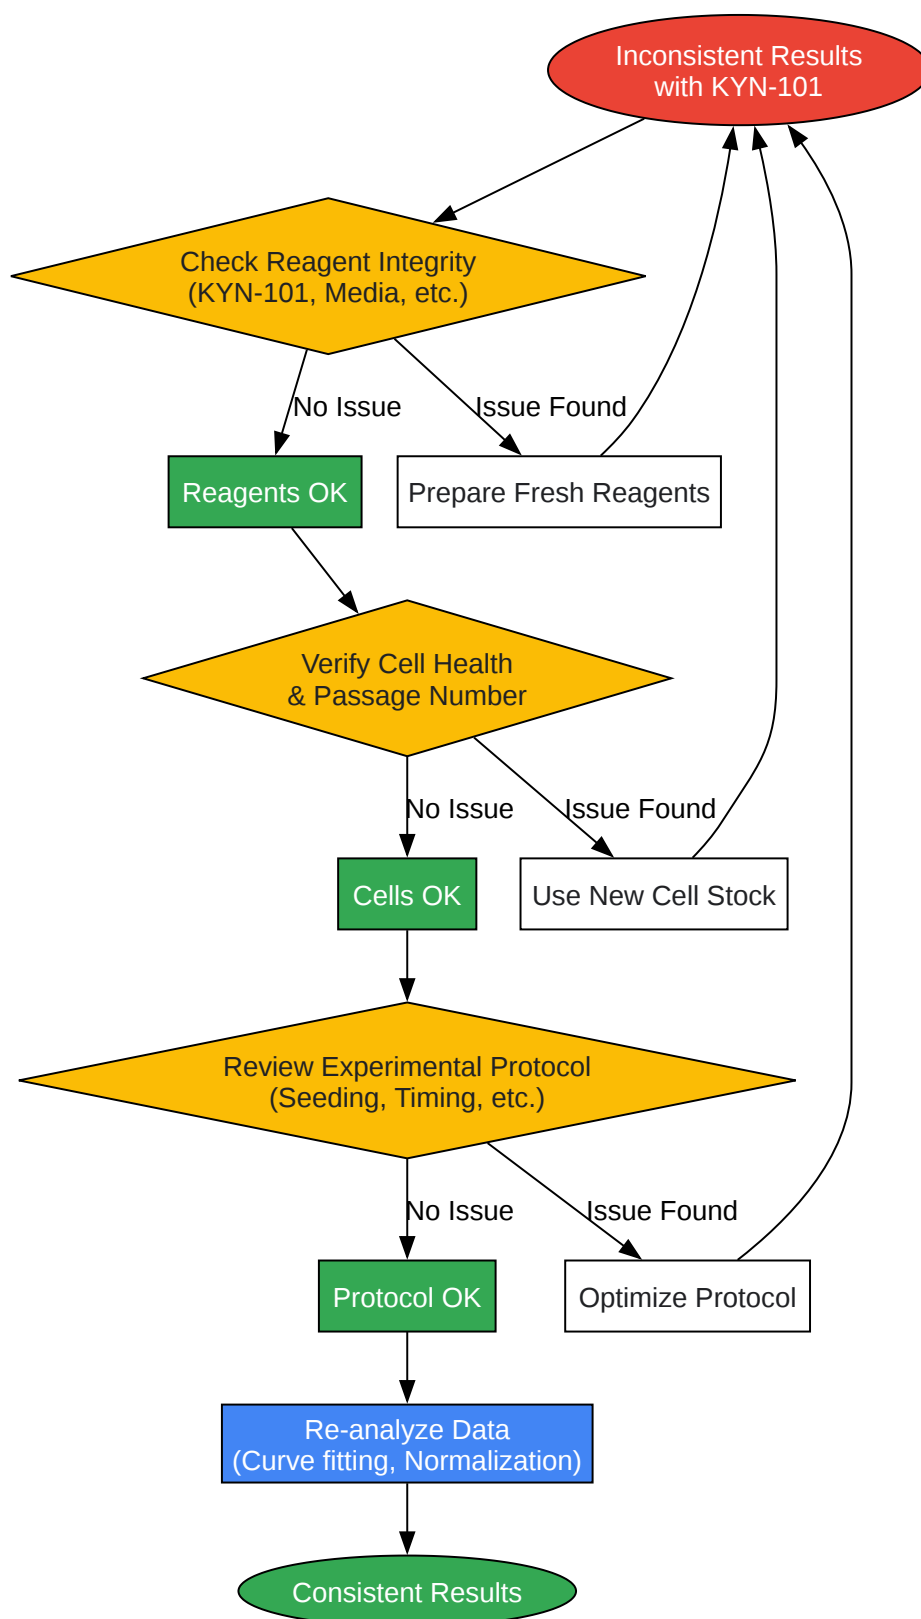 Inconsistent Results
with KYN-101
Check Reagent Integrity
(KYN-101, Media, etc.)
No Issue
Issue Found
Reagents OK
Prepare Fresh Reagents
Verify Cell Health
& Passage Number
No Issue
Issue Found
Cells OK
Use New Cell Stock
Review Experimental Protocol
(Seeding, Timing, etc.)
No Issue
Issue Found
Protocol OK
Optimize Protocol
Re-analyze Data
(Curve fitting, Normalization)
Consistent Results